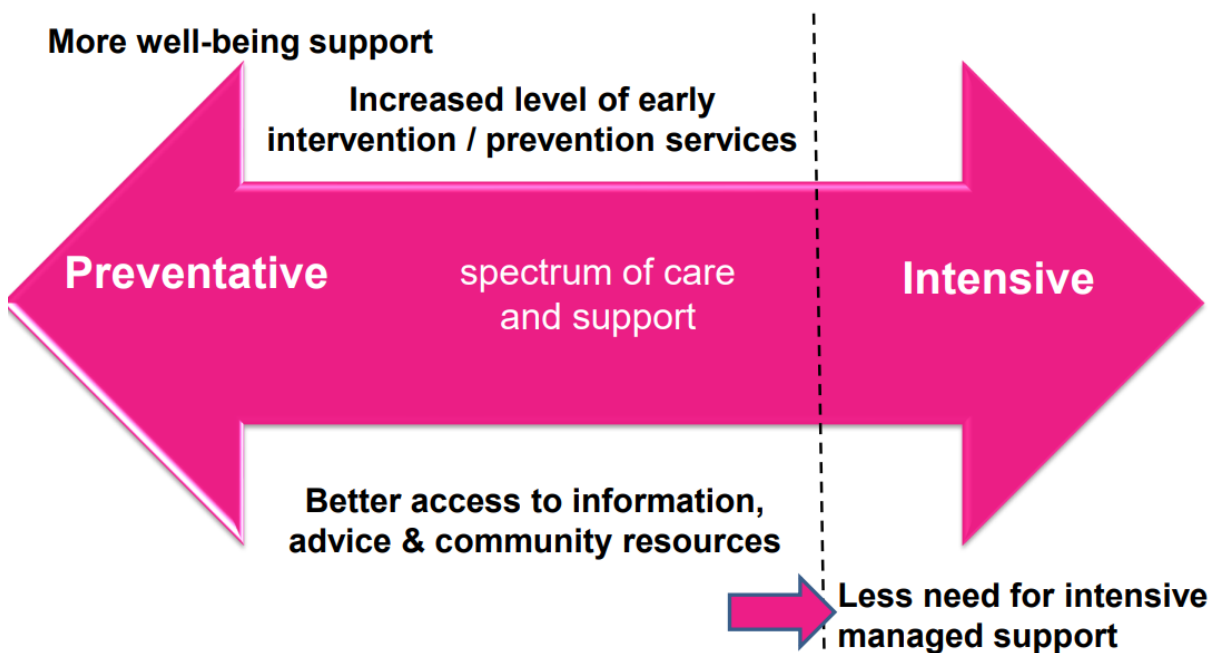 More well-being support
Increased level of early
intervention / prevention services
Preventative
spectrum of care
and support
Intensive
Better access to information,
advice & community resources
Less need for intensive
managed support